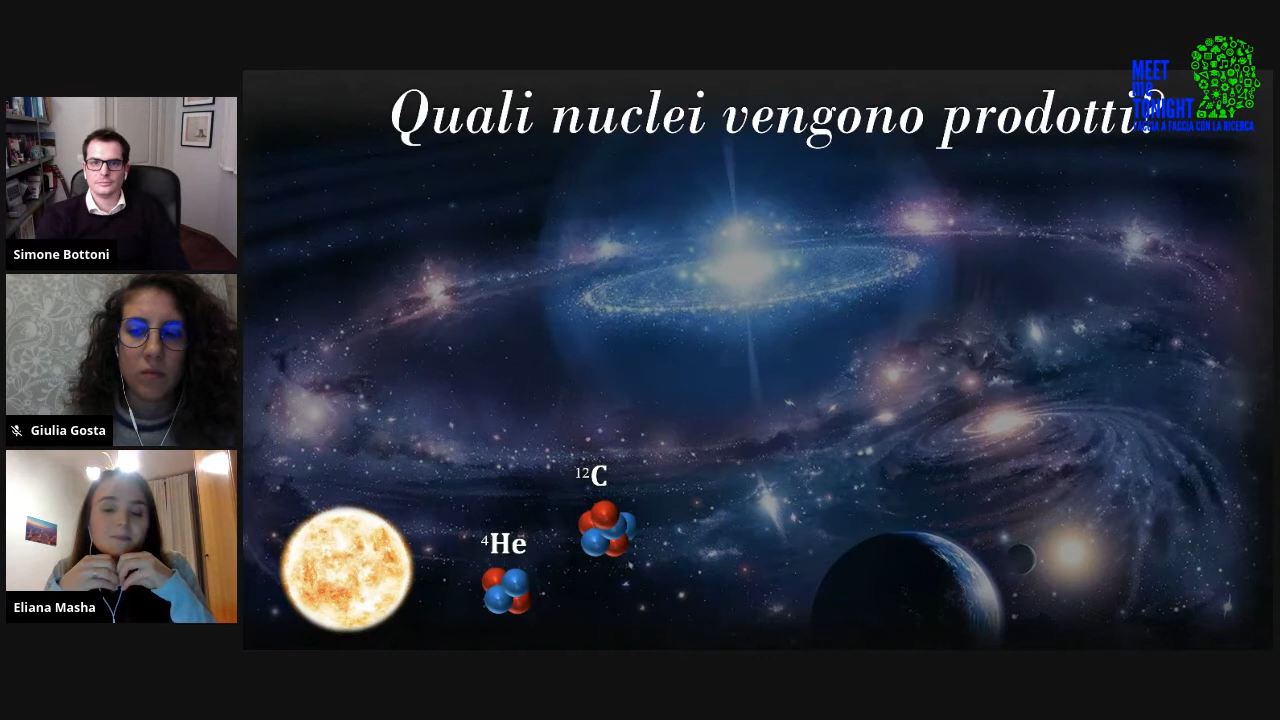 Quali nuclei vengono prodotti?
MEET
me
TONIGHT
FACCIA A FACCIA CON LA RICERCA
Simone Bottoni
Giulia Gosta
Eliana Masha
12C
4He